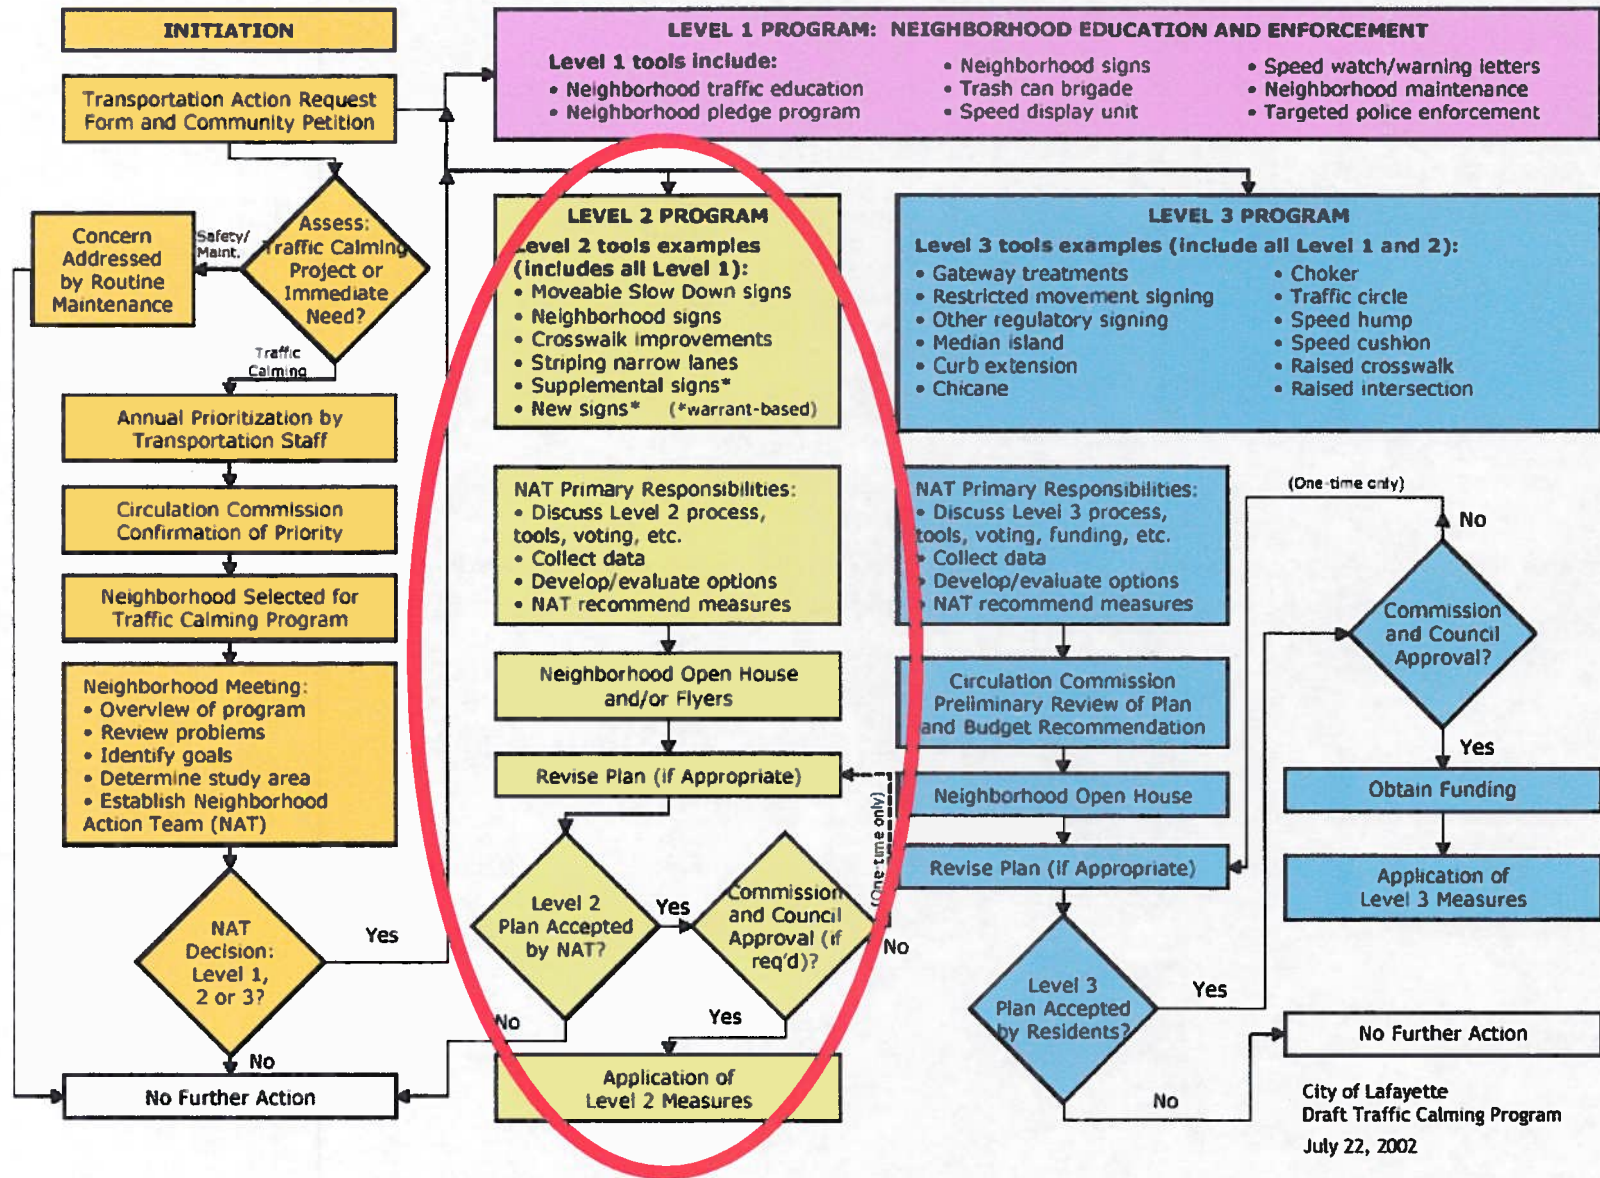 INITIATION
Transportation Action Request
Form and Community Petition
Assess:
Traffic Calming
Project or
Immediate
Need?
Safety/
Maint.
Concern
Addressed
by Routine
Maintenance
Traffic
Calming
Annual Prioritization by
Transportation Staff
Circulation Commission
Confirmation of Priority
Neighborhood Selected for
Traffic Calming Program
Neighborhood Meeting:
• Overview of program
• Review problems
• Identify goals
• Determine study area
• Establish Neighborhood
Action Team (NAT)
NAT
Decision:
Level 1,
2 or 3?
Yes
No
No Further Action
LEVEL 1 PROGRAM: NEIGHBORHOOD EDUCATION AND ENFORCEMENT
Level 1 tools include:
• Neighborhood traffic education
• Neighborhood pledge program
• Neighborhood signs
• Trash can brigade
• Speed display unit
• Speed watch/warning letters
• Neighborhood maintenance
• Targeted police enforcement
LEVEL 2 PROGRAM
Level 2 tools examples
(includes all Level 1):
• Moveable Slow Down signs
• Neighborhood signs
• Crosswalk improvements
• Striping narrow lanes
• Supplemental signs*
• New signs* (*warrant-based)
NAT Primary Responsibilities:
• Discuss Level 2 process,
tools, voting, etc.
• Collect data
• Develop/evaluate options
• NAT recommend measures
Neighborhood Open House
and/or Flyers
Revise Plan (if Appropriate)
Level 2
Plan Accepted
by NAT?
Yes
No
Commission
and Council
Approval (if
req'd)?
(One-time only)
No
Yes
Application of
Level 2 Measures
LEVEL 3 PROGRAM
Level 3 tools examples (include all Level 1 and 2):
• Gateway treatments
• Restricted movement signing
• Other regulatory signing
• Median island
• Curb extension
• Chicane
• Choker
• Traffic circle
• Speed hump
• Speed cushion
• Raised crosswalk
• Raised intersection
NAT Primary Responsibilities:
• Discuss Level 3 process,
tools, voting, funding, etc.
• Collect data
• Develop/evaluate options
• NAT recommend measures
Circulation Commission
Preliminary Review of Plan
and Budget Recommendation
Neighborhood Open House
Revise Plan (if Appropriate)
Level 3
Plan Accepted
by Residents?
Yes
No
No Further Action
(One-time only)
No
Commission
and Council
Approval?
Yes
Obtain Funding
Application of
Level 3 Measures
City of Lafayette
Draft Traffic Calming Program
July 22, 2002